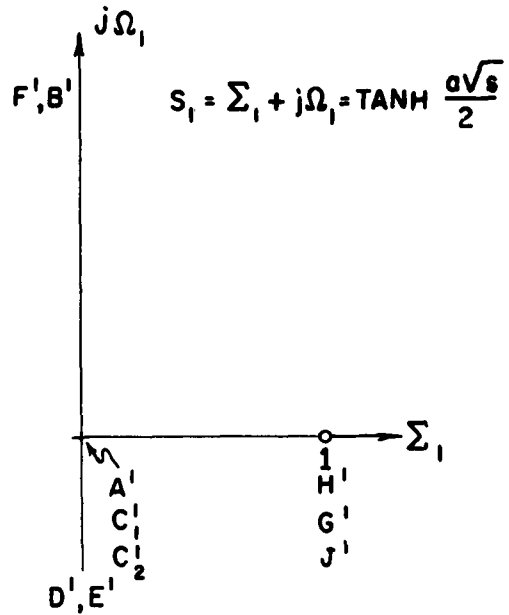 jΩ₁
F',B'
S₁ = Σ₁ + jΩ₁ = TANH a√s / 2
Σ₁
1
A'
H'
C'₁
G'
C'₂
J'
D',E'